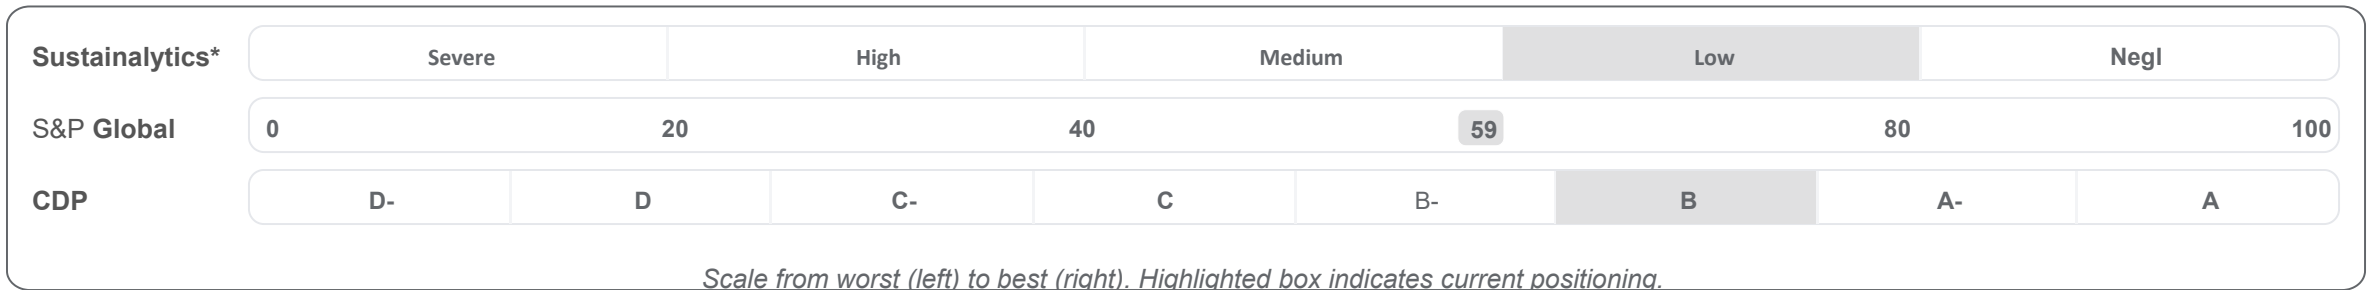 Sustainalytics* Severe High Medium Low Negl
S&P Global 0 20 40 59 80 100
CDP D- D C- C B- B A- A
Scale from worst (left) to best (right). Highlighted box indicates current positioning.